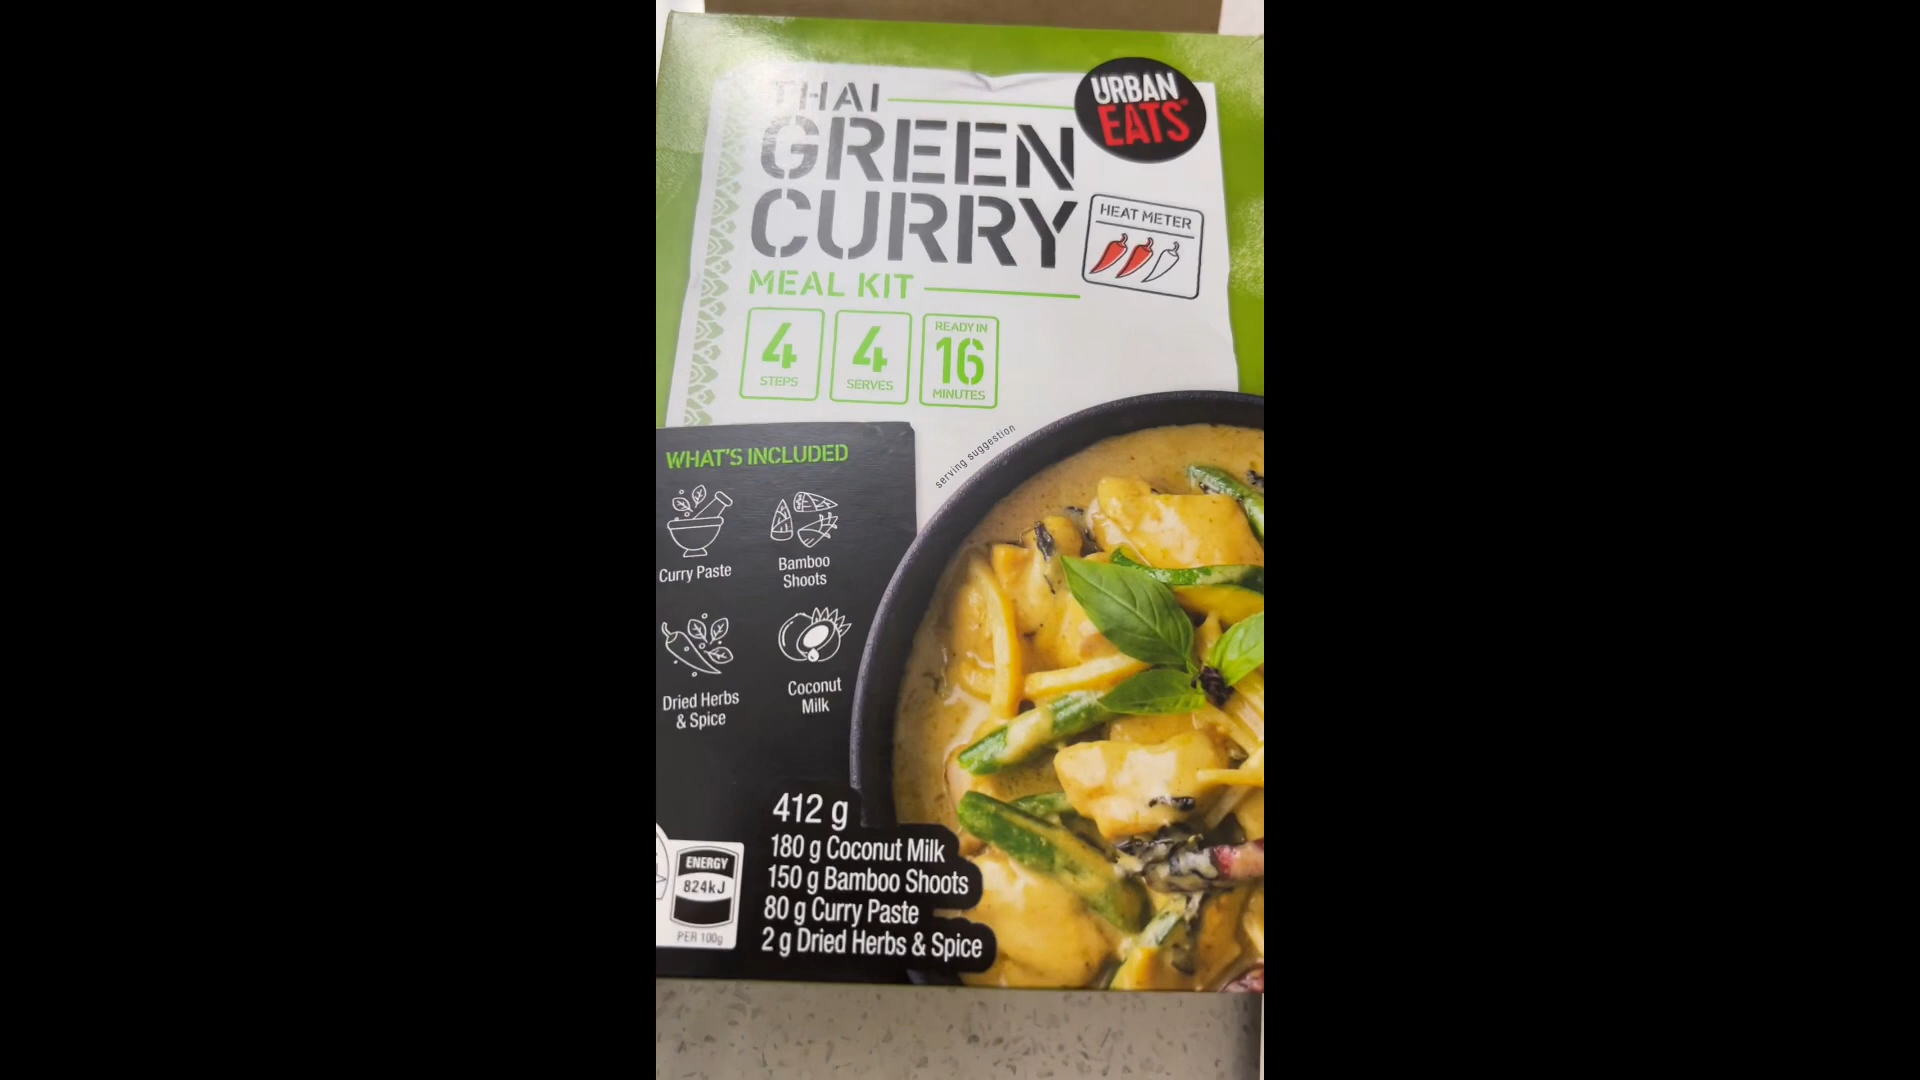 THAI
GREEN
CURRY
MEAL KIT
URBAN
EATS
HEAT METER
4
STEPS
4
SERVES
READY IN
16
MINUTES
serving suggestion
WHAT'S INCLUDED
Curry Paste
Bamboo
Shoots
Dried Herbs
& Spice
Coconut
Milk
412 g
180 g Coconut Milk
150 g Bamboo Shoots
80 g Curry Paste
2 g Dried Herbs & Spice
ENERGY
824kJ
PER 100g